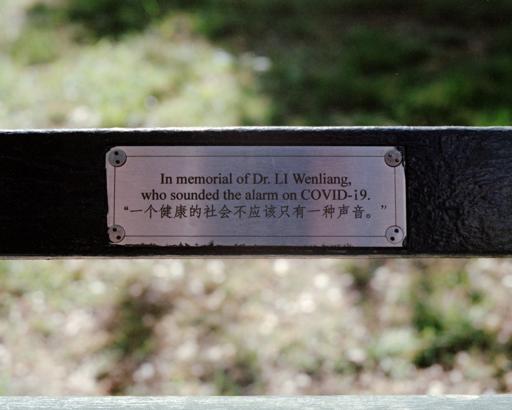 In memorial of Dr. LI Wenliang,
who sounded the alarm on COVID-19.
“一个健康的社会不应该只有一种声音。”